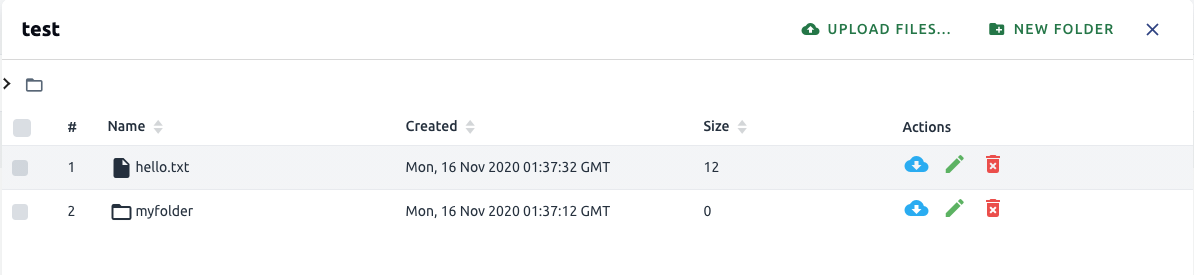 test
UPLOAD FILES... NEW FOLDER
# Name Created Size Actions
1 hello.txt Mon, 16 Nov 2020 01:37:32 GMT 12
2 myfolder Mon, 16 Nov 2020 01:37:12 GMT 0